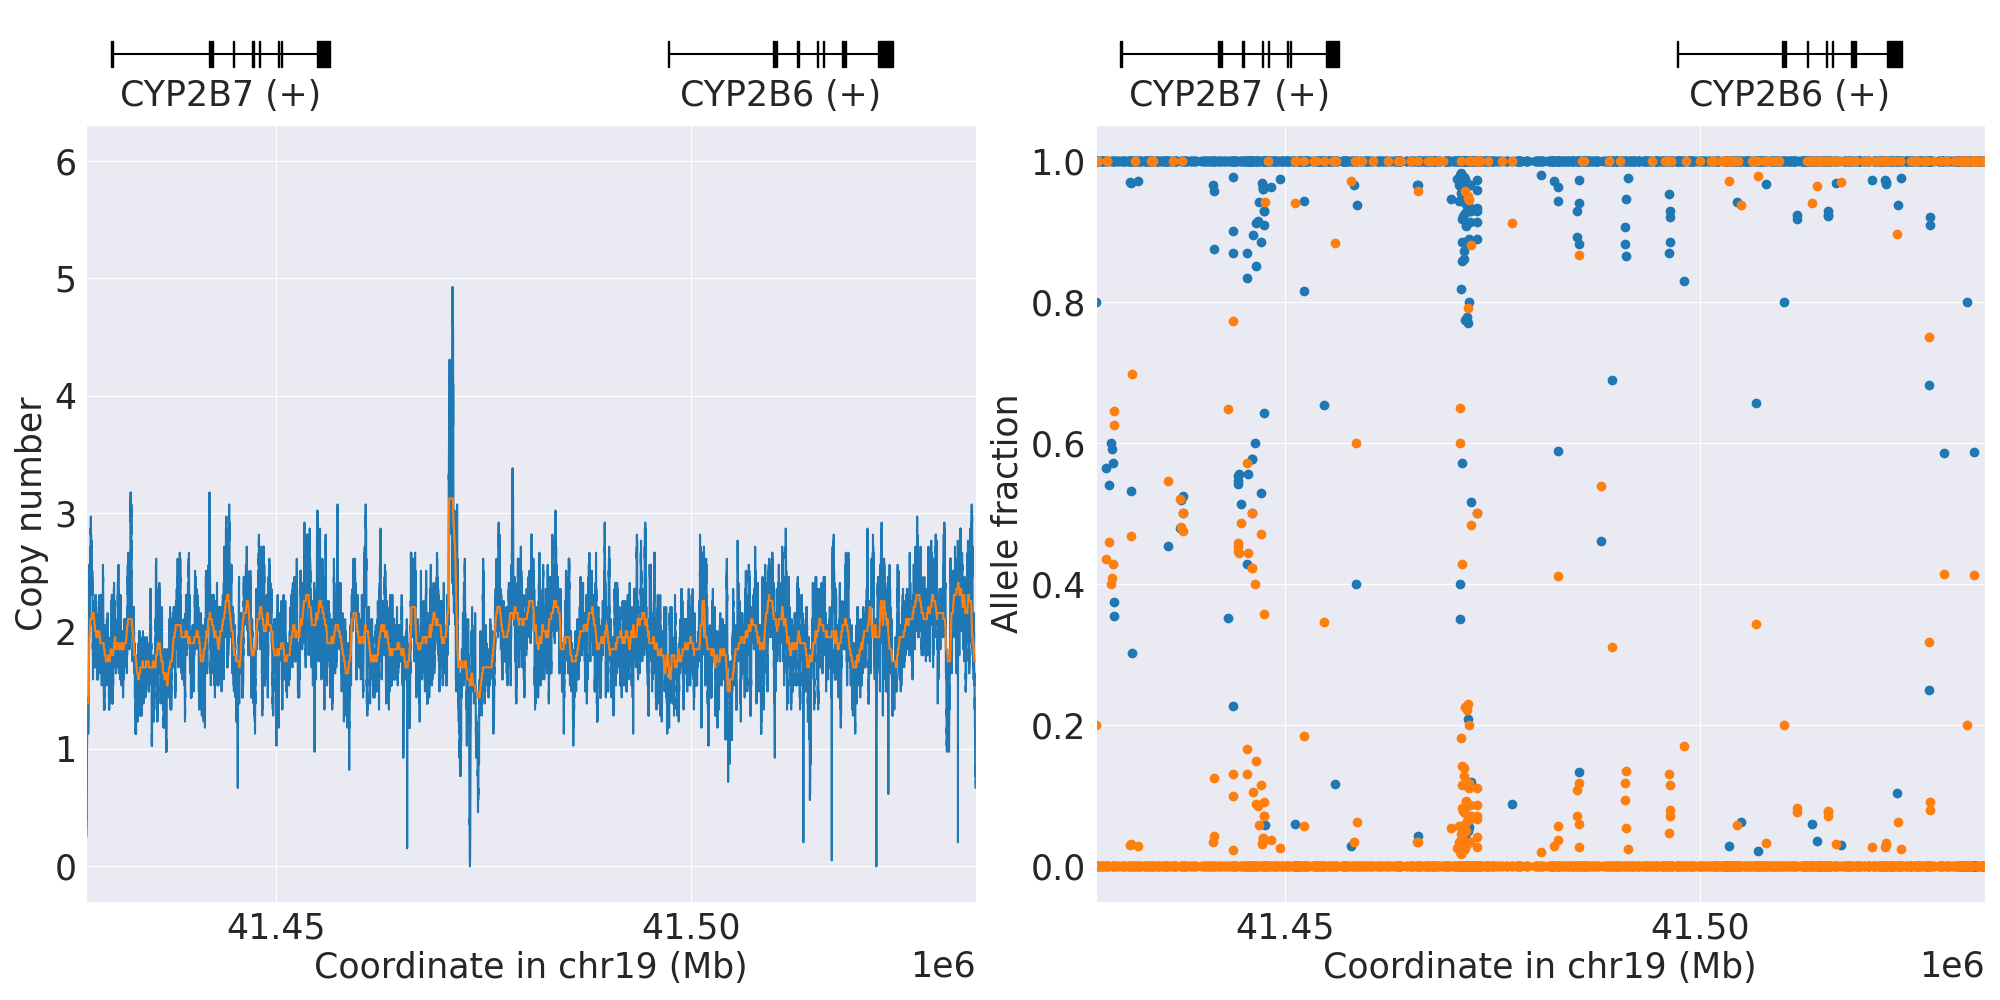 CYP2B7 (+)
CYP2B6 (+)
CYP2B7 (+)
CYP2B6 (+)
Copy number
6
5
4
3
2
1
0
41.45
41.50
Coordinate in chr19 (Mb)
1e6
Allele fraction
1.0
0.8
0.6
0.4
0.2
0.0
41.45
41.50
Coordinate in chr19 (Mb)
1e6